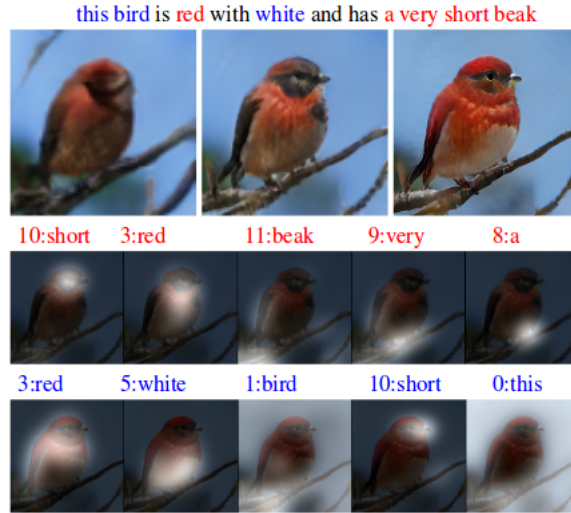 this bird is red with white and has a very short beak
10:short 3:red 11:beak 9:very 8:a
3:red 5:white 1:bird 10:short 0:this